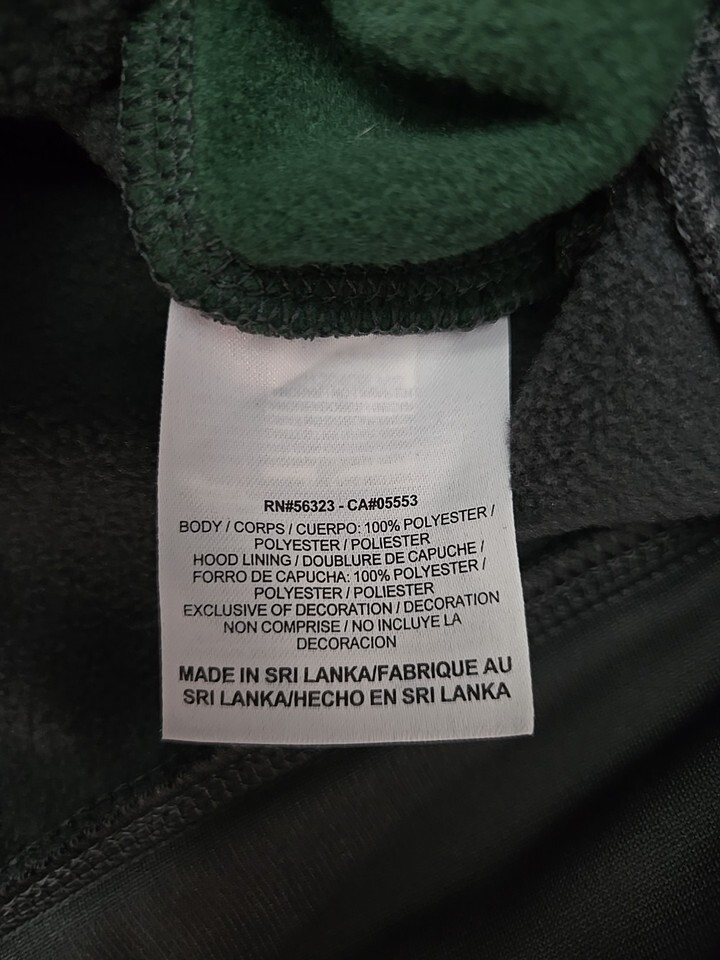 RN#56323 - CA#05553
BODY / CORPS / CUERPO: 100% POLYESTER /
POLYESTER / POLIESTER
HOOD LINING / DOUBLURE DE CAPUCHE /
FORRO DE CAPUCHA: 100% POLYESTER /
POLYESTER / POLIESTER
EXCLUSIVE OF DECORATION / DECORATION
NON COMPRISE / NO INCLUYE LA
DECORACION
MADE IN SRI LANKA/FABRIQUE AU
SRI LANKA/HECHO EN SRI LANKA